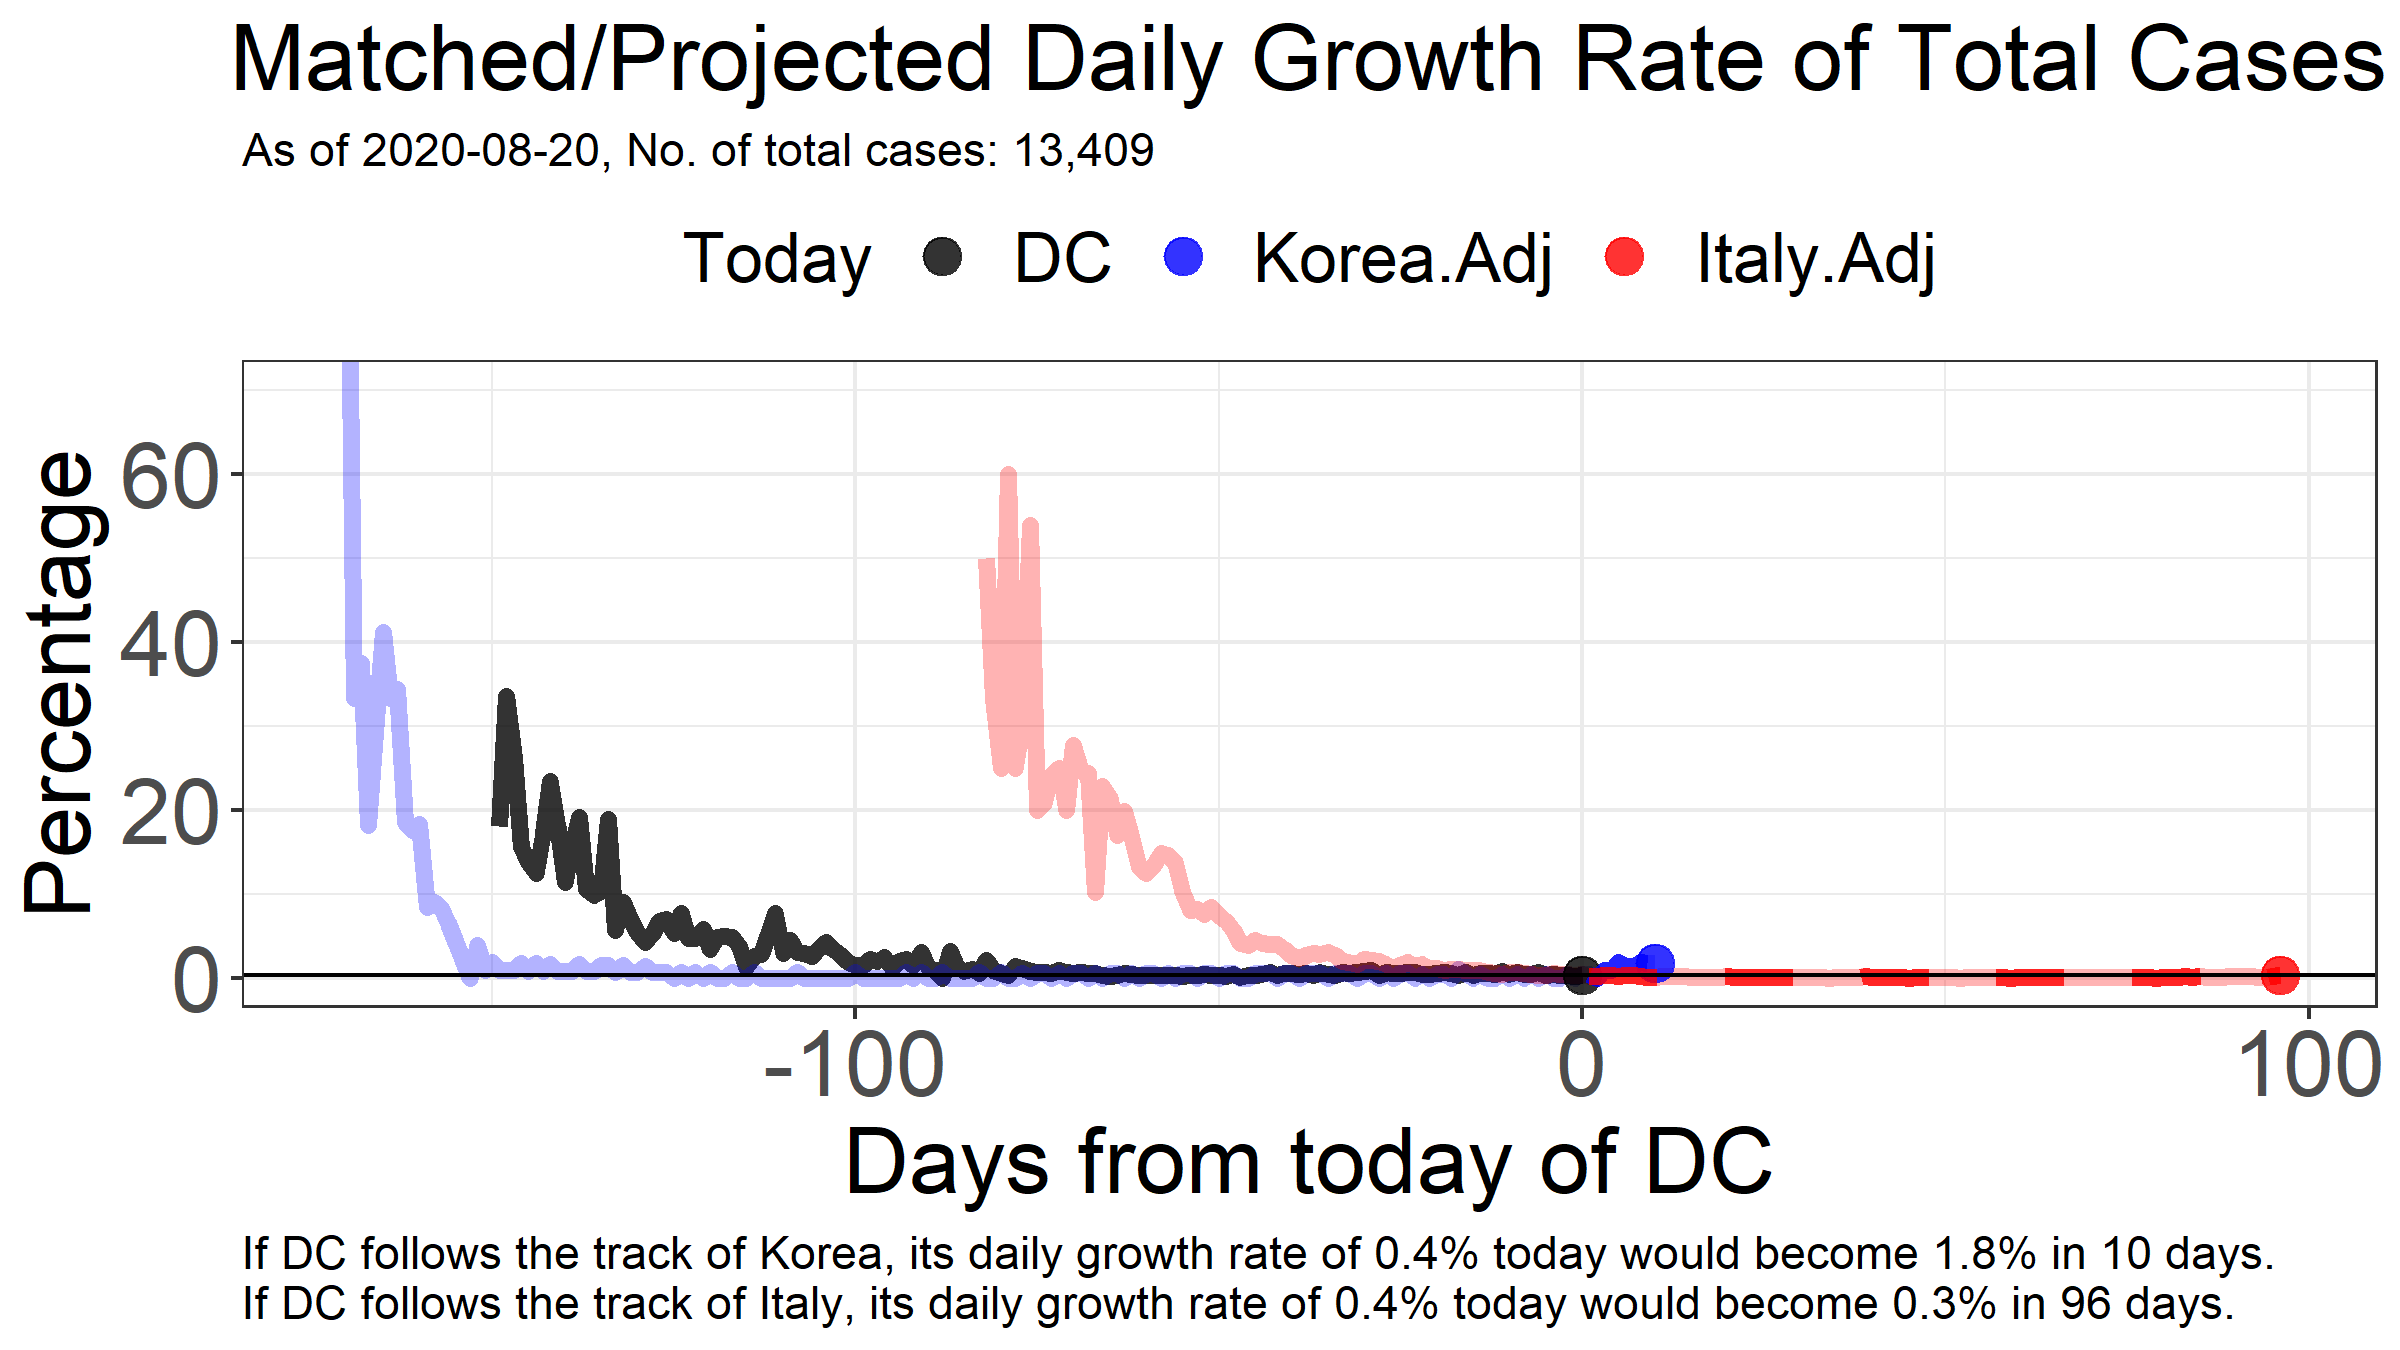 Matched/Projected Daily Growth Rate of Total Cases
As of 2020-08-20, No. of total cases: 13,409
Today DC Korea.Adj Italy.Adj
Percentage
60
40
20
0
-100 0 100
Days from today of DC
If DC follows the track of Korea, its daily growth rate of 0.4% today would become 1.8% in 10 days.
If DC follows the track of Italy, its daily growth rate of 0.4% today would become 0.3% in 96 days.